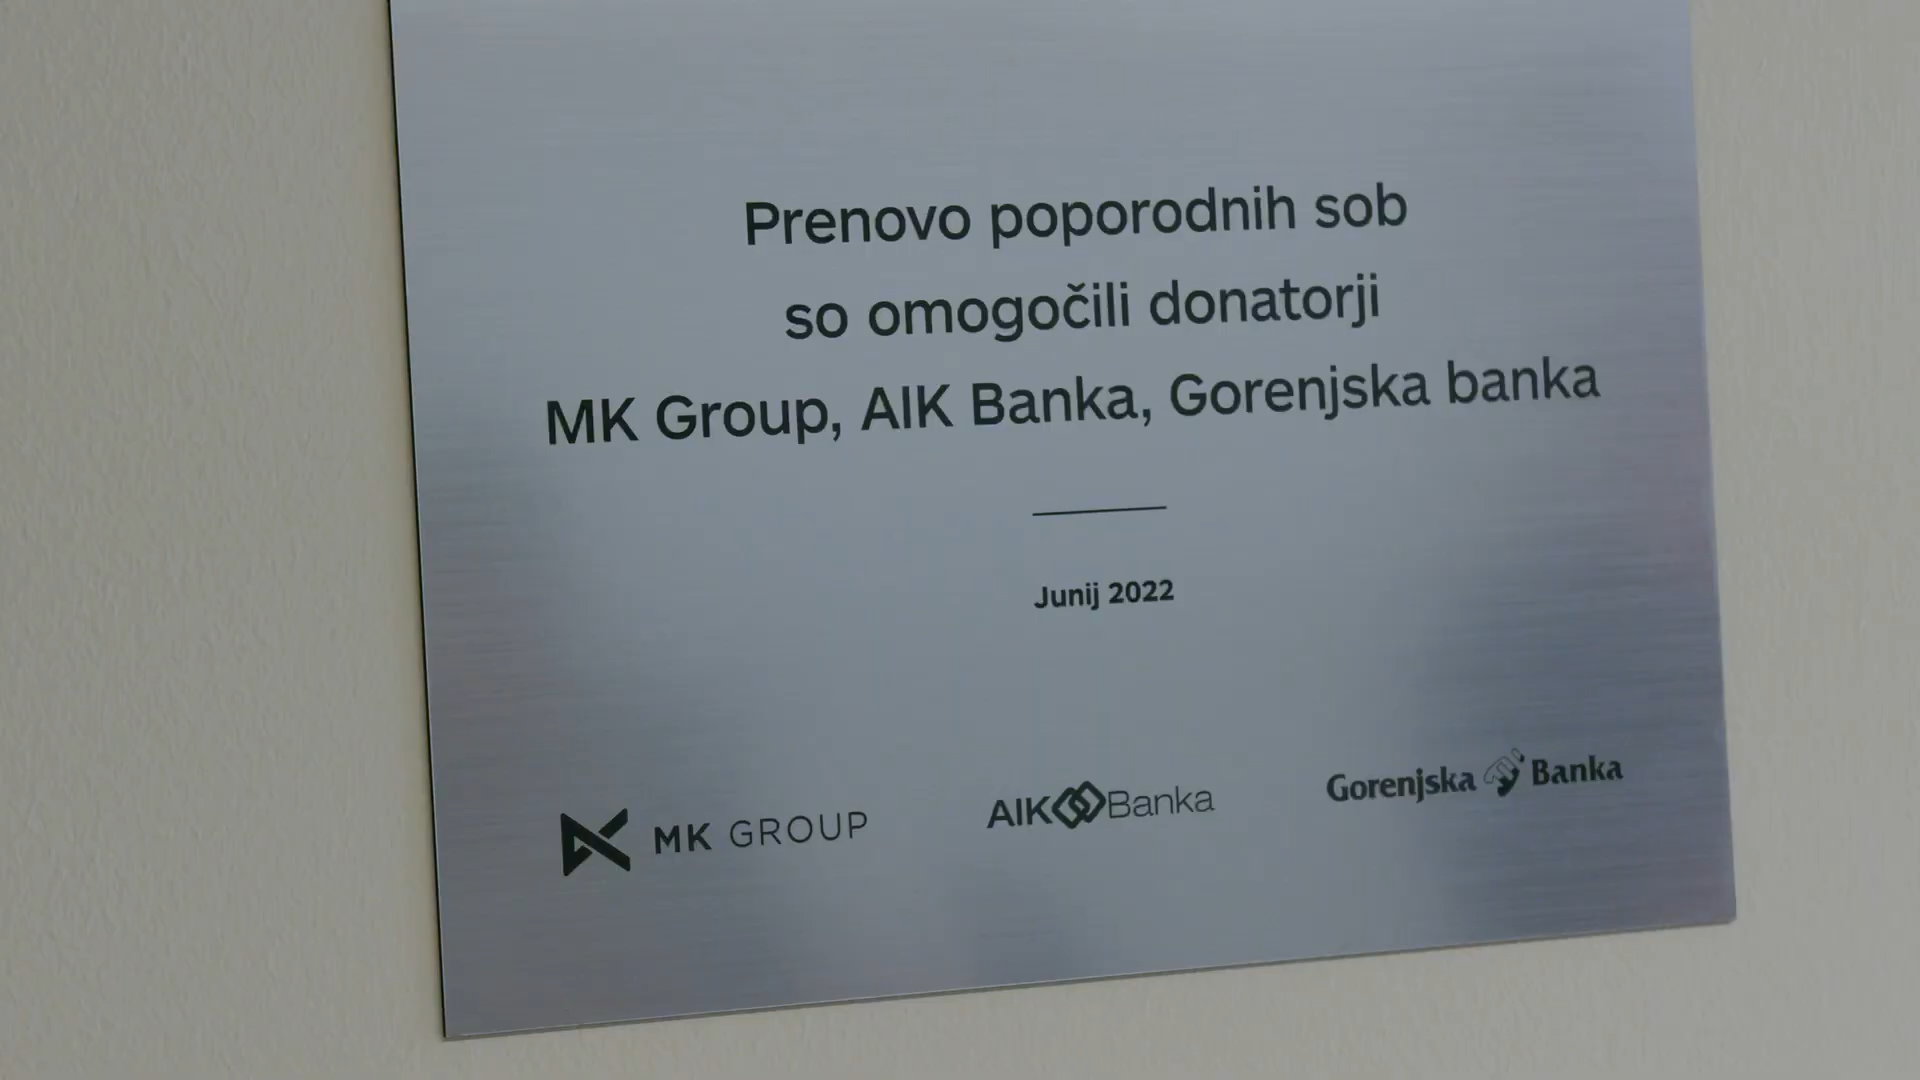 Prenovo poporodnih sob
so omogočili donatorji
MK Group, AIK Banka, Gorenjska banka
Junij 2022
MK GROUP
AIK Banka
Gorenjska Banka